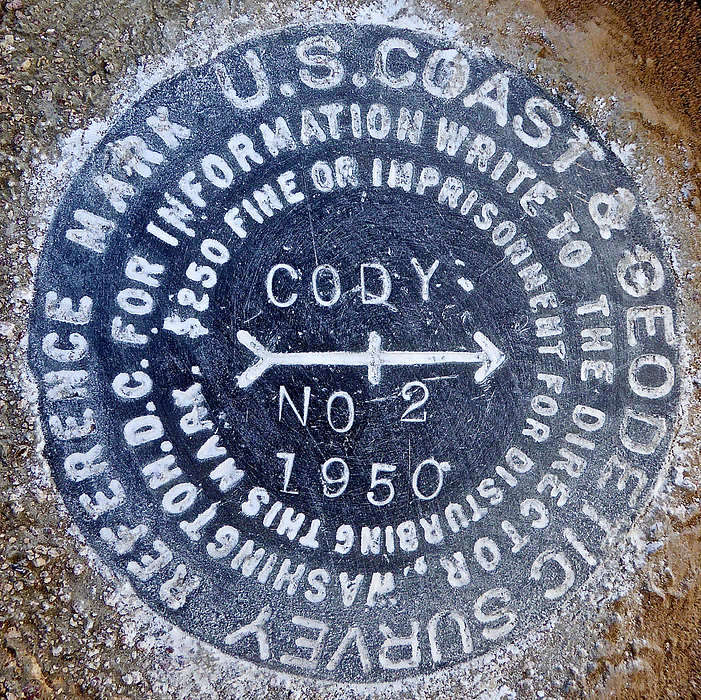 U.S. COAST & GEODETIC SURVEY
REFERENCE MARK
FOR INFORMATION WRITE TO THE DIRECTOR, WASHINGTON, D.C.
$250 FINE OR IMPRISONMENT FOR DISTURBING THIS MARK.
CODY
NO 2
1950